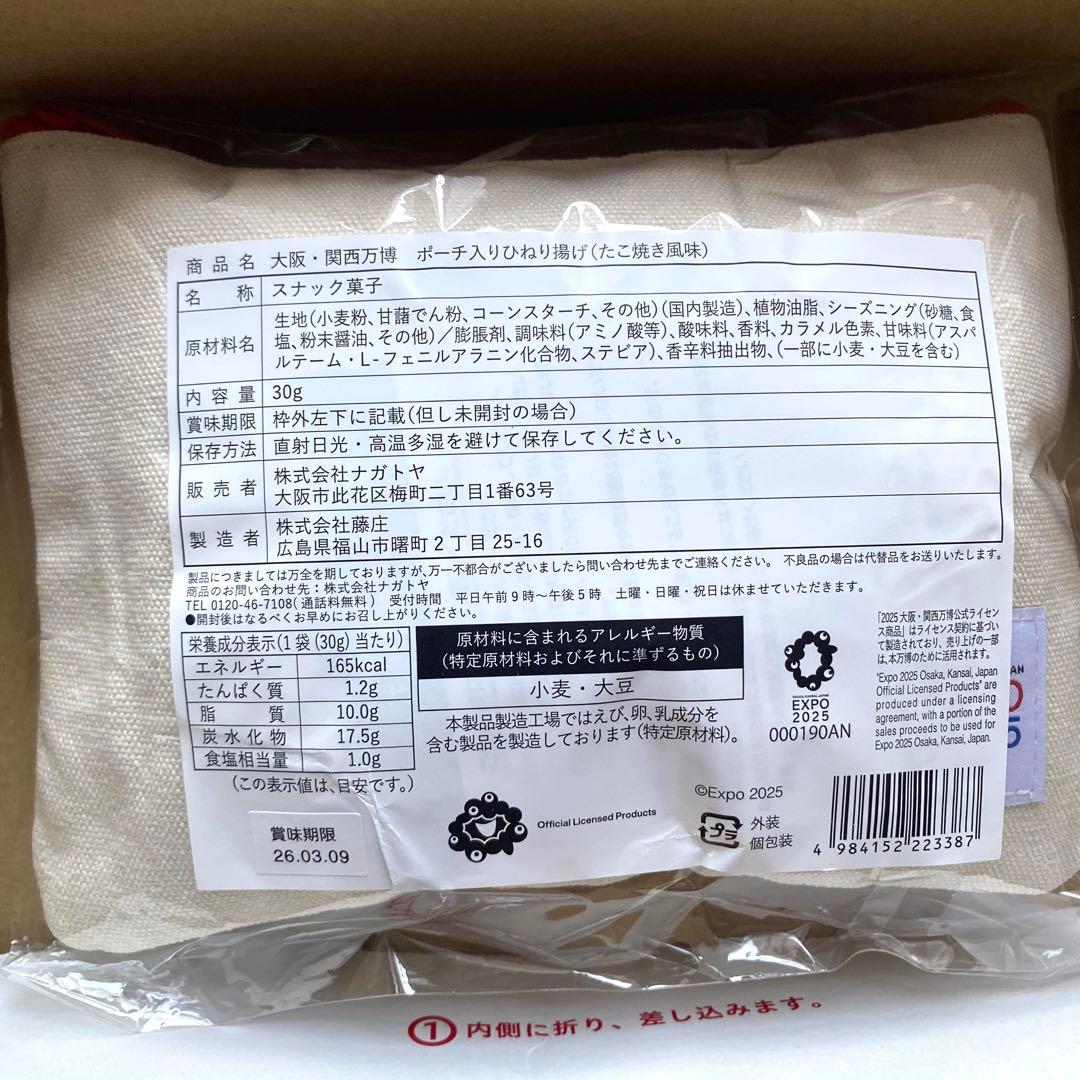 商品名 大阪・関西万博 ポーチ入りひねり揚げ(たこ焼き風味)
名称 スナック菓子
原材料名 生地(小麦粉、甘藷でん粉、コーンスターチ、その他)(国内製造)、植物油脂、シーズニング(砂糖、食
塩、粉末醤油、その他)／膨脹剤、調味料(アミノ酸等)、酸味料、香料、カラメル色素、甘味料(アスパ
ルテーム・L-フェニルアラニン化合物、ステビア)、香辛料抽出物、(一部に小麦・大豆を含む)
内容量 30g
賞味期限 枠外左下に記載(但し未開封の場合)
保存方法 直射日光・高温多湿を避けて保存してください。
販売者 株式会社ナガトヤ
大阪市此花区梅町二丁目1番63号
製造者 株式会社藤庄
広島県福山市曙町2丁目25-16
製品につきましては万全を期しておりますが、万一不都合がございましたら問い合わせ先までご連絡ください。 不良品の場合は代替品をお送りいたします。
商品のお問い合わせ先：株式会社ナガトヤ
TEL 0120-46-7108(通話料無料) 受付時間 平日午前9時〜午後5時 土曜・日曜・祝日は休ませていただきます。
●開封後はなるべくお早めにお召し上がりください。
栄養成分表示(1袋(30g)当たり)
エネルギー 165kcal
たんぱく質 1.2g
脂質 10.0g
炭水化物 17.5g
食塩相当量 1.0g
(この表示値は、目安です。)
賞味期限
26.03.09
原材料に含まれるアレルギー物質
(特定原材料およびそれに準ずるもの)
小麦・大豆
本製品製造工場ではえび、卵、乳成分を
含む製品を製造しております(特定原材料)。
OSAKA, KANSAI, JAPAN
EXPO
2025
000190AN
「2025大阪・関西万博公式ライセン
ス商品」はライセンス契約に基づい
て製造されており、売り上げの一部
は、本万博のために活用されます。
"Expo 2025 Osaka, Kansai, Japan
Official Licensed Products" are
produced under a licensing
agreement, with a portion of the
sales proceeds to be used for
Expo 2025 Osaka, Kansai, Japan.
Official Licensed Products
©Expo 2025
プラ
外装
個包装
4 984152 223387
① 内側に折り、差し込みます。